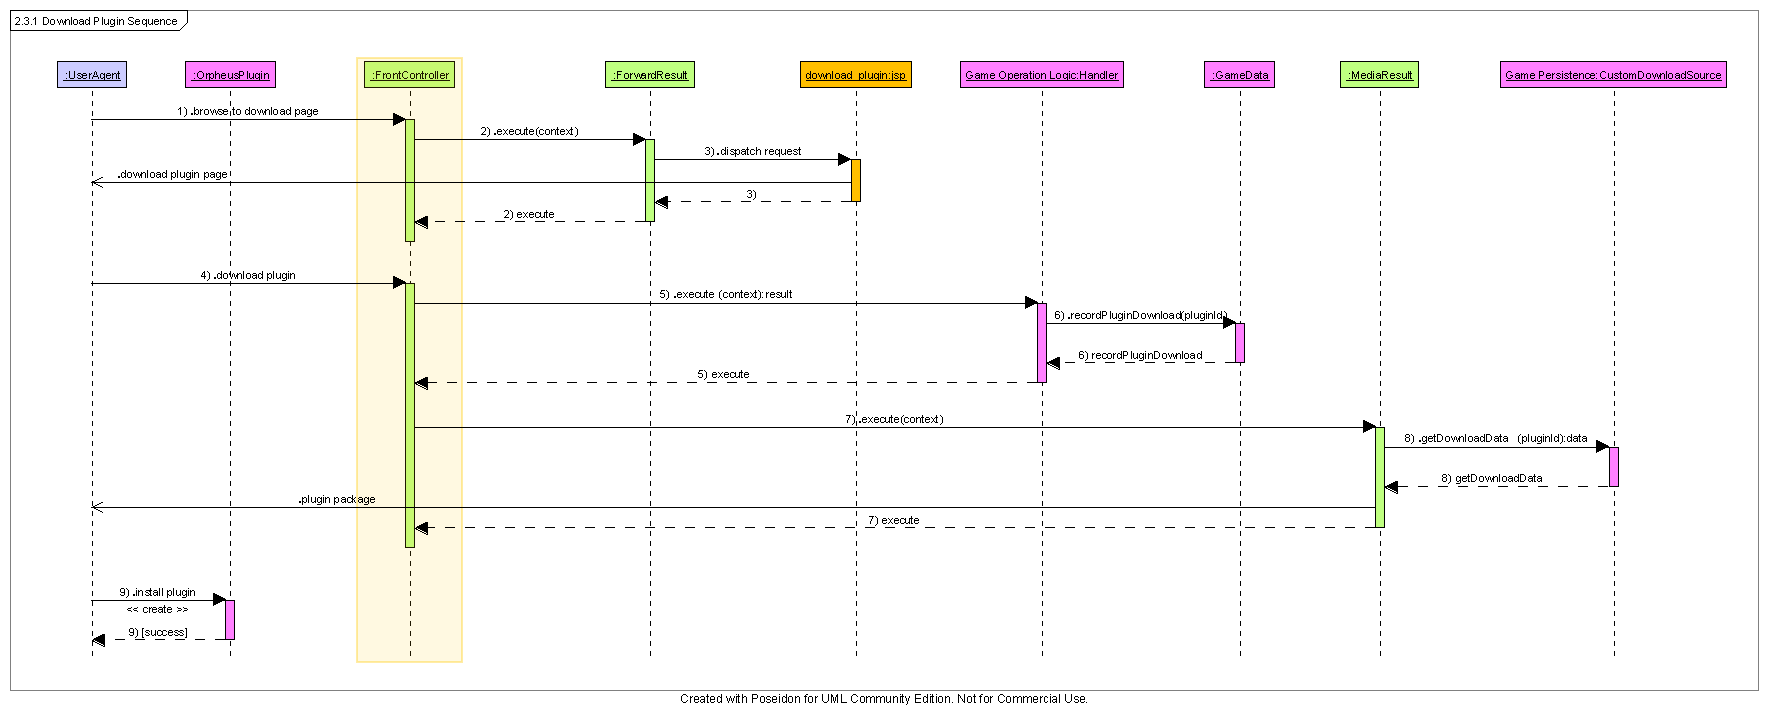 2.3.1 Download Plugin Sequence
:UserAgent
:OrpheusPlugin
:FrontController
:ForwardResult
download_plugin:jsp
Game Operation Logic:Handler
:GameData
:MediaResult
Game Persistence:CustomDownloadSource
1) .browse to download page
2) .execute(context)
3) .dispatch request
.download plugin page
3)
2) execute
4) .download plugin
5) .execute (context):result
6) .recordPluginDownload(pluginId)
6) recordPluginDownload
5) execute
7) .execute(context)
8) .getDownloadData (pluginId):data
8) getDownloadData
.plugin package
7) execute
9) .install plugin
<< create >>
9) [success]
Created with Poseidon for UML Community Edition. Not for Commercial Use.